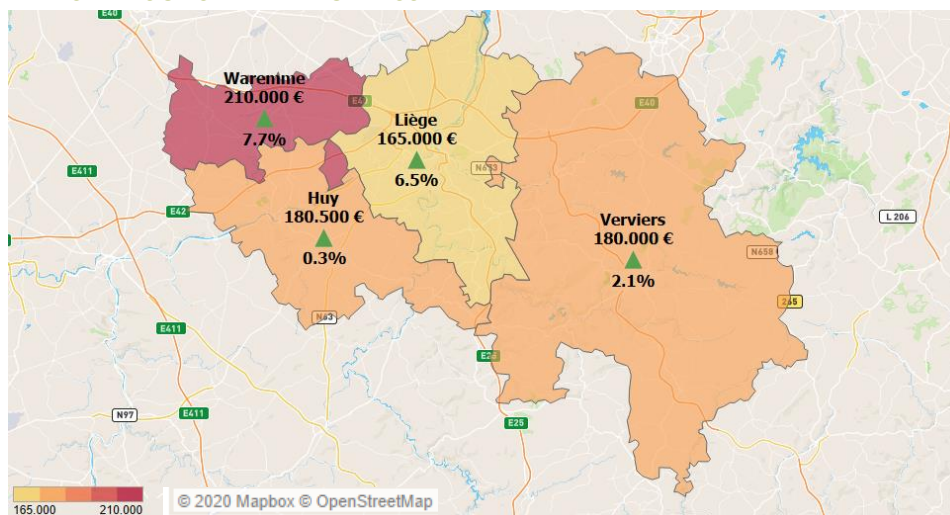 E40
Waremme
210.000 €
7.7%
E40
Liège
165.000 €
6.5%
N633
E40
E411
Huy
180.500 €
0.3%
E42
Verviers
180.000 €
2.1%
L 206
N658
265
N63
E411
E25
N97
E411
E25
165.000
210.000
© 2020 Mapbox © OpenStreetMap